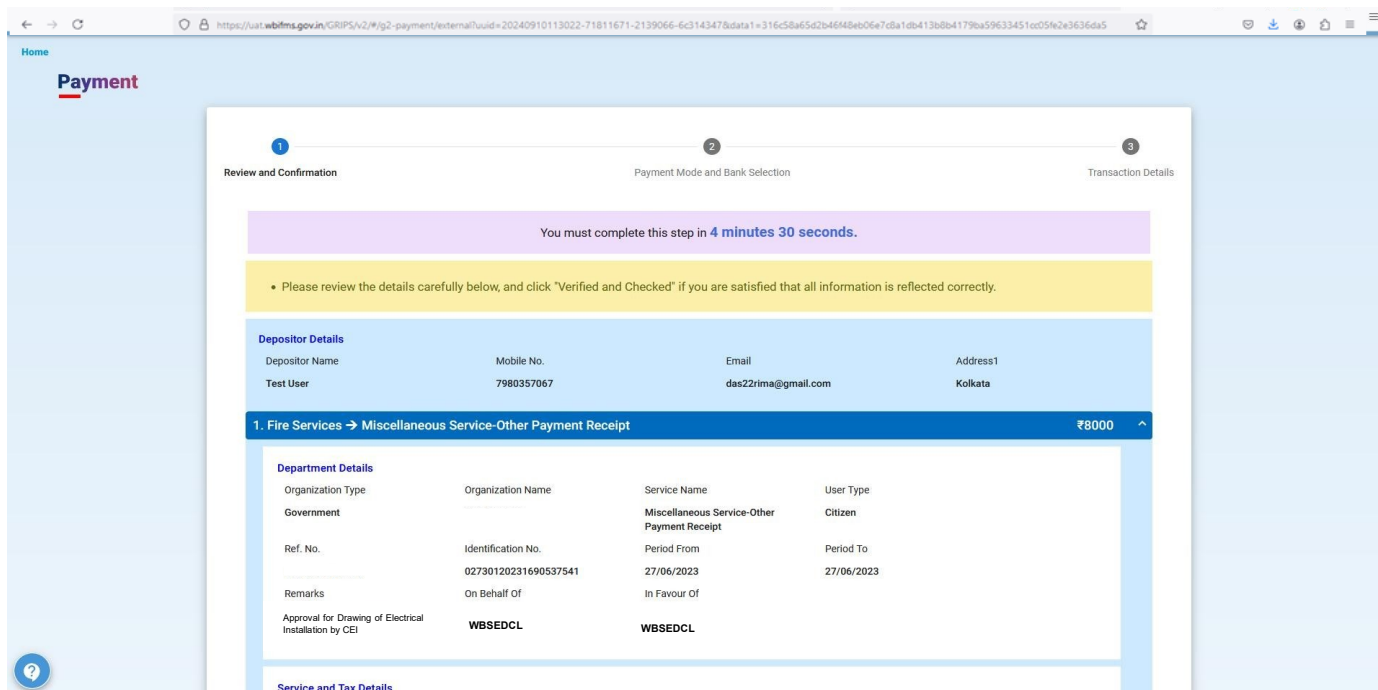 https://uat.wbifms.gov.in/GRIPS/v2/#/g2-payment/external?uuid=20240910113022-71811671-2139066-6c314347&data1=316c58a65d2b46f48eb06e7c8a1db413b8b4179ba59633451cc05fe2e3636da5
Home
Payment
1 2 3
Review and Confirmation Payment Mode and Bank Selection Transaction Details
You must complete this step in 4 minutes 30 seconds.
• Please review the details carefully below, and click "Verified and Checked" if you are satisfied that all information is reflected correctly.
Depositor Details
Depositor Name Mobile No. Email Address1
Test User 7980357067 das22rima@gmail.com Kolkata
1. Fire Services → Miscellaneous Service-Other Payment Receipt ₹8000
Department Details
Organization Type Organization Name Service Name User Type
Government Miscellaneous Service-Other Citizen
Payment Receipt
Ref. No. Identification No. Period From Period To
02730120231690537541 27/06/2023 27/06/2023
Remarks On Behalf Of In Favour Of
Approval for Drawing of Electrical WBSEDCL WBSEDCL
Installation by CEI
?
Service and Tax Details